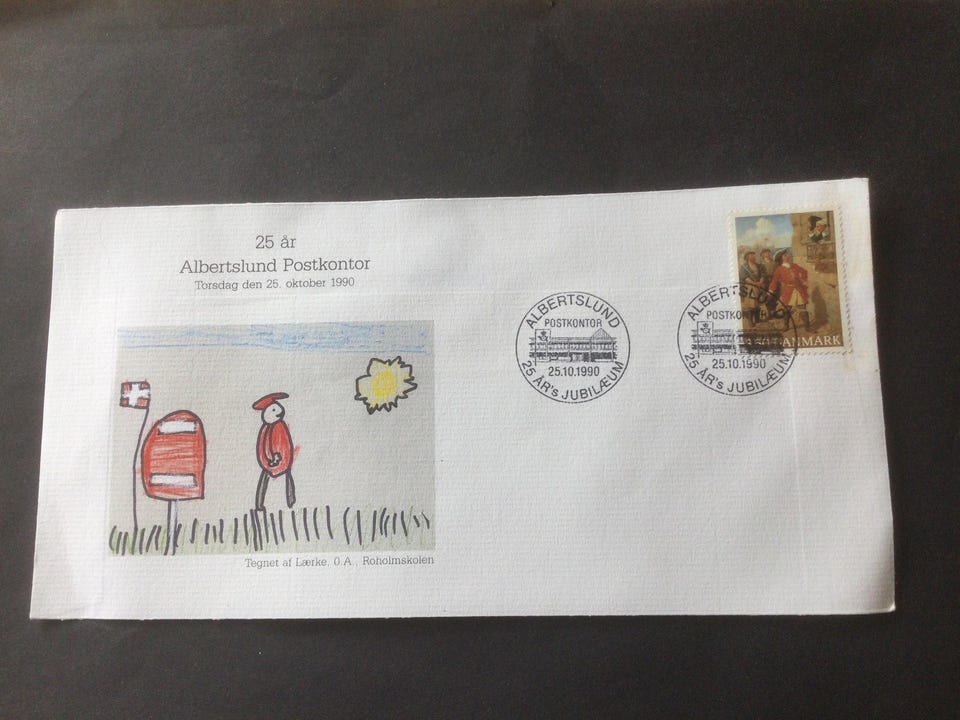 25 år
Albertslund Postkontor
Torsdag den 25. oktober 1990
ALBERTSLUND
POSTKONTOR
25.10.1990
25 ÅR's JUBILÆUM
ALBERTSLUND
POSTKONTOR
25.10.1990
25 ÅR's JUBILÆUM
DANMARK
Tegnet af Lærke, 0.A., Roholmskolen